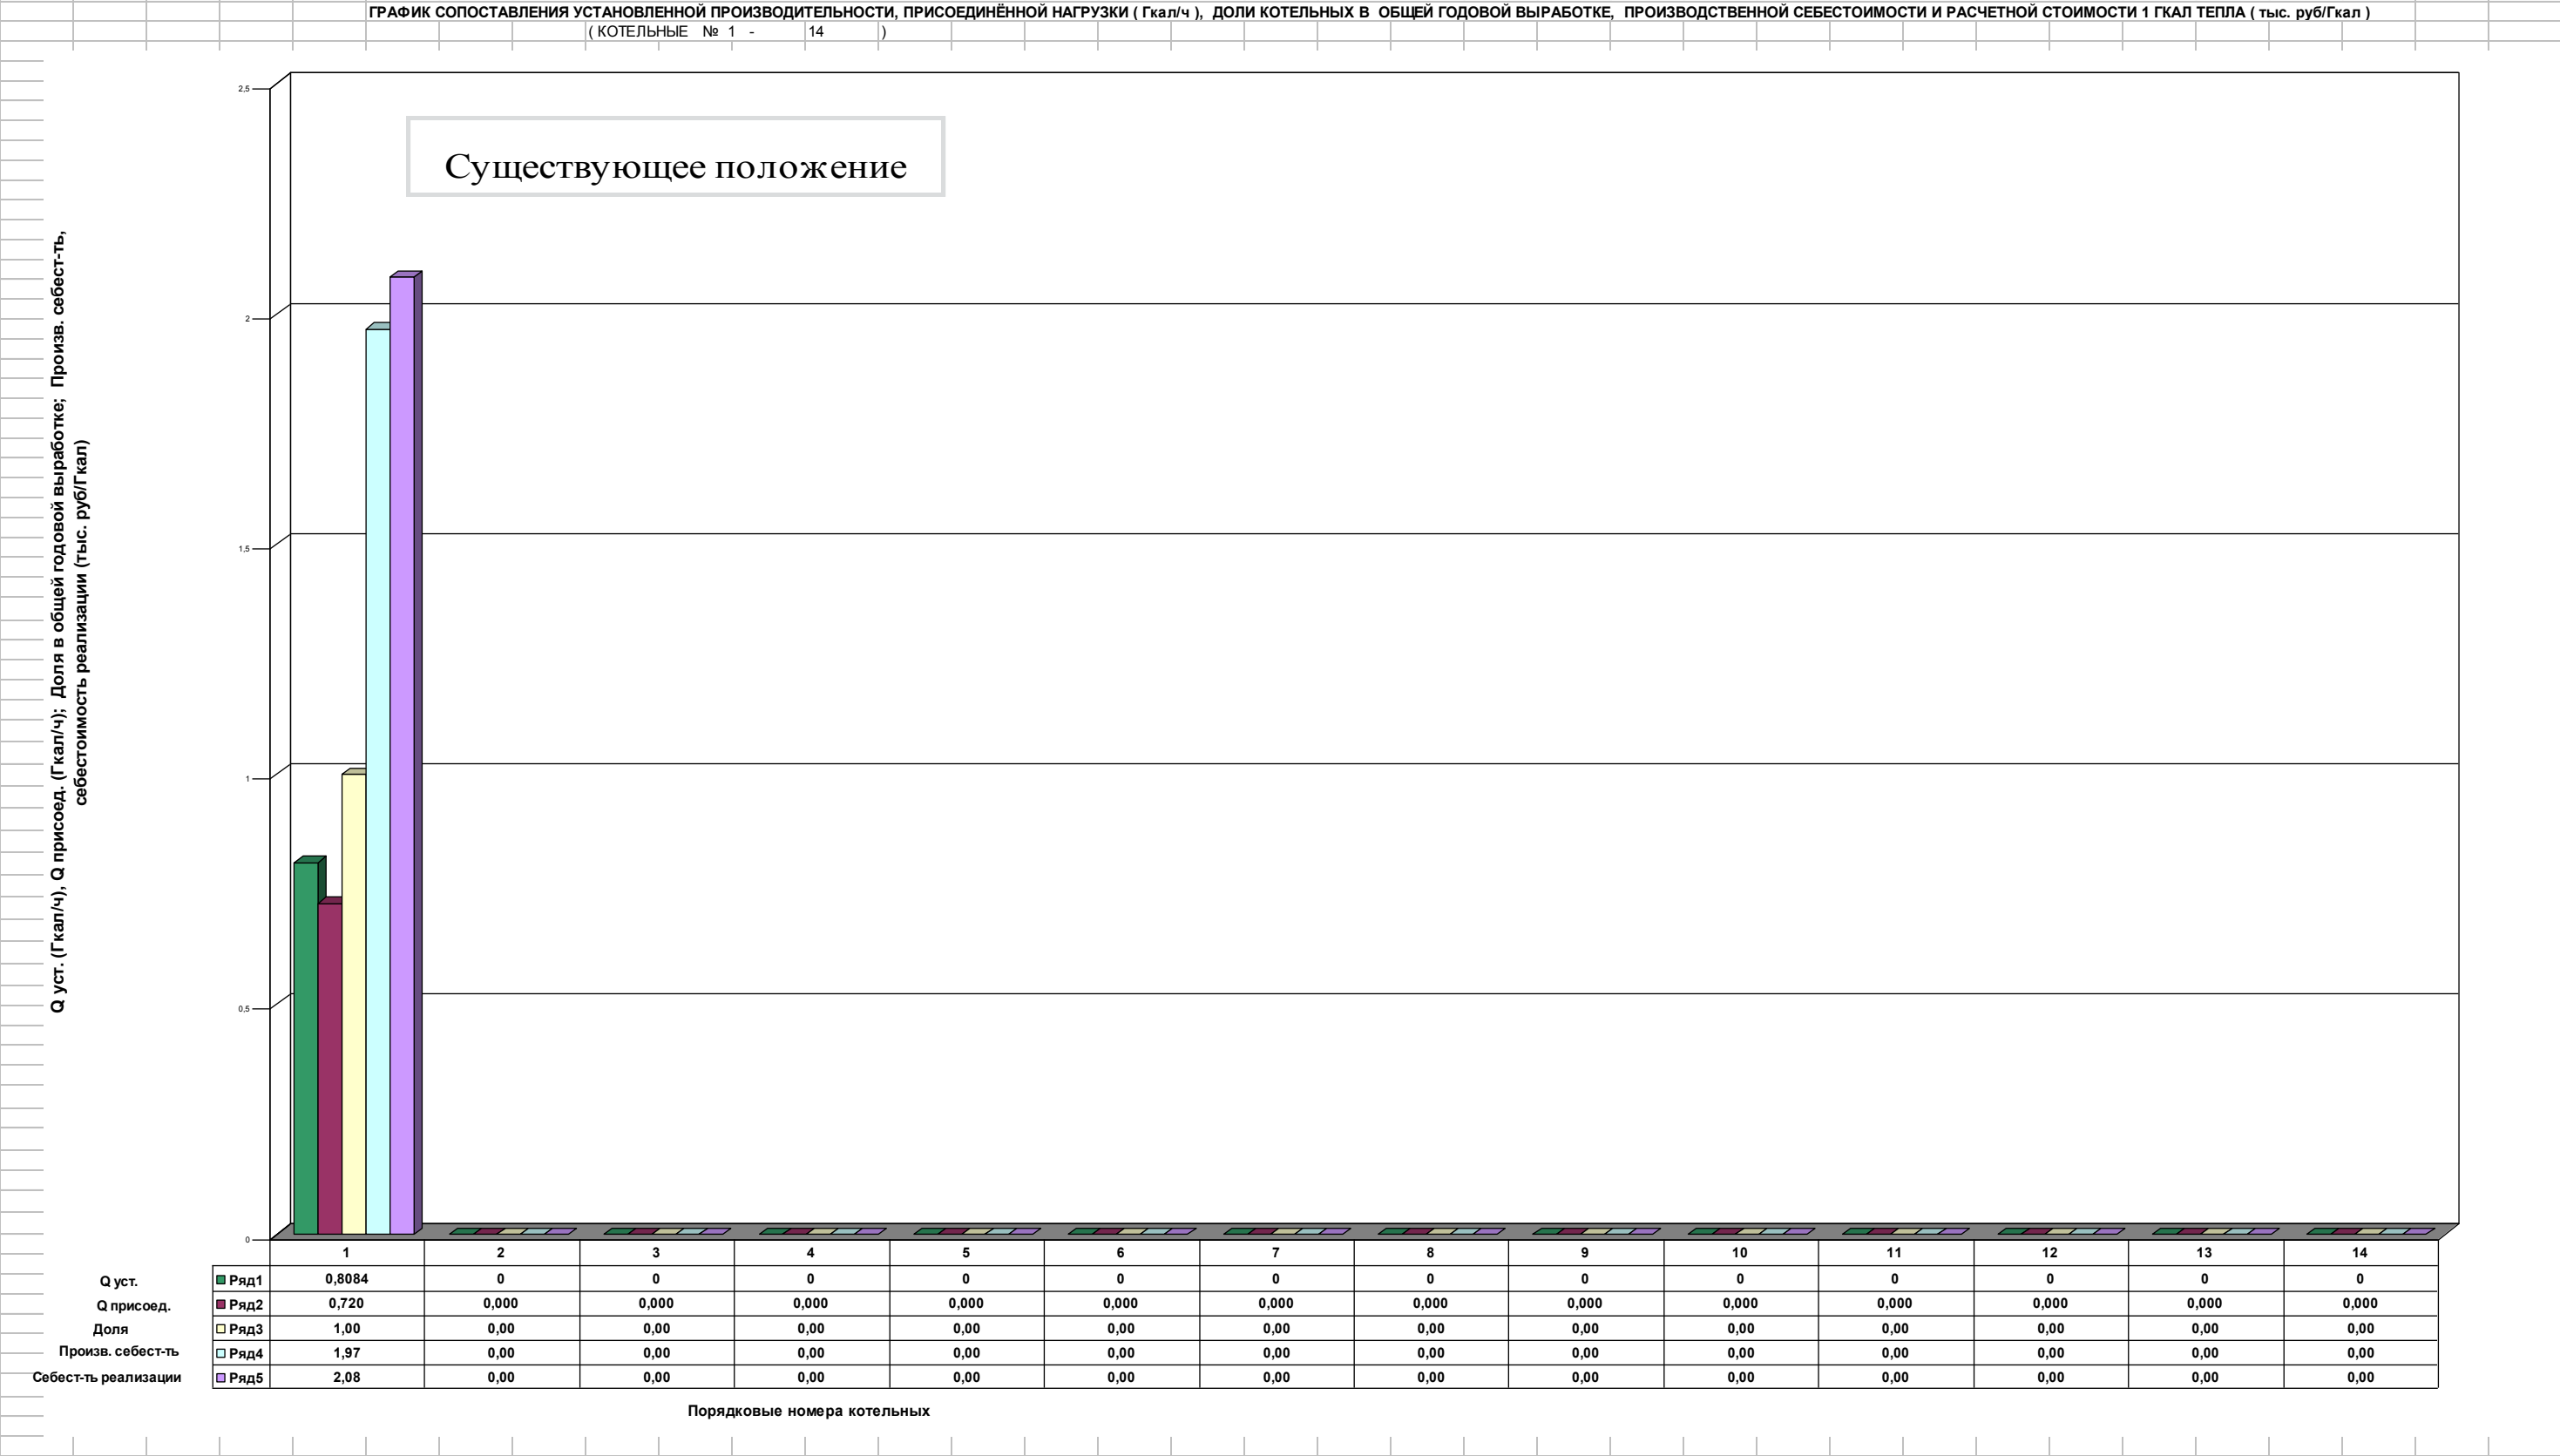 ГРАФИК СОПОСТАВЛЕНИЯ УСТАНОВЛЕННОЙ ПРОИЗВОДИТЕЛЬНОСТИ, ПРИСОЕДИНЁННОЙ НАГРУЗКИ ( Гкал/ч ), ДОЛИ КОТЕЛЬНЫХ В ОБЩЕЙ ГОДОВОЙ ВЫРАБОТКЕ, ПРОИЗВОДСТВЕННОЙ СЕБЕСТОИМОСТИ И РАСЧЕТНОЙ СТОИМОСТИ 1 ГКАЛ ТЕПЛА ( тыс. руб/Гкал )
( КОТЕЛЬНЫЕ № 1 - 14 )
Существующее положение
Q уст. (Гкал/ч), Q присоед. (Гкал/ч); Доля в общей годовой выработке; Произв. себест-ть,
себестоимость реализации (тыс. руб/Гкал)
2,5
2
1,5
1
0,5
0
1 2 3 4 5 6 7 8 9 10 11 12 13 14
Q уст. Ряд1 0,8084 0 0 0 0 0 0 0 0 0 0 0 0 0
Q присоед. Ряд2 0,720 0,000 0,000 0,000 0,000 0,000 0,000 0,000 0,000 0,000 0,000 0,000 0,000 0,000
Доля Ряд3 1,00 0,00 0,00 0,00 0,00 0,00 0,00 0,00 0,00 0,00 0,00 0,00 0,00 0,00
Произв. себест-ть Ряд4 1,97 0,00 0,00 0,00 0,00 0,00 0,00 0,00 0,00 0,00 0,00 0,00 0,00 0,00
Себест-ть реализации Ряд5 2,08 0,00 0,00 0,00 0,00 0,00 0,00 0,00 0,00 0,00 0,00 0,00 0,00 0,00
Порядковые номера котельных